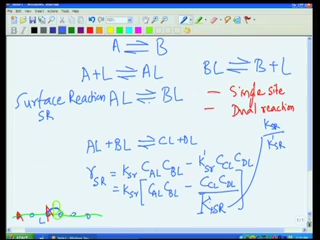 A ⇌ B
A + L ⇌ AL
BL ⇌ B + L
Surface Reaction AL ⇌ BL
SR
— Single site
— Dual reaction
AL + BL ⇌ CL + DL
r_SR = K_sr C_AL C_BL − K'_sr C_CL C_DL
= K_sr [C_AL C_BL − C_CL C_DL / K_SR]
K_SR / K'_SR
A A
L